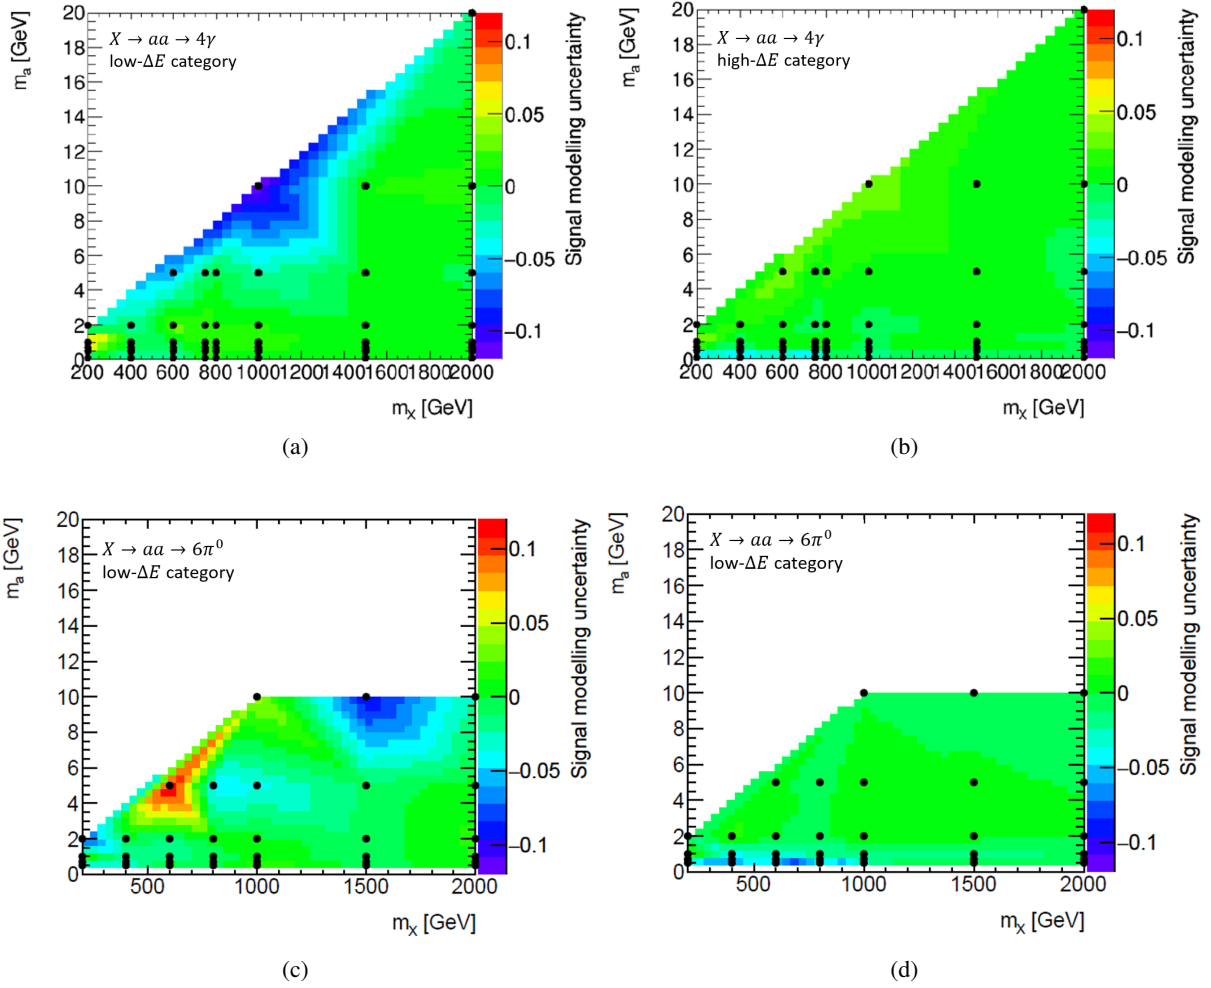 20
18
16
14
12
10
8
6
4
2
0
m_a [GeV]
X → aa → 4γ
low-ΔE category
200 400 600 800 1000 1200 1400 1600 1800 2000
m_X [GeV]
0.1
0.05
0
−0.05
−0.1
Signal modelling uncertainty
(a)
20
18
16
14
12
10
8
6
4
2
0
m_a [GeV]
X → aa → 4γ
high-ΔE category
200 400 600 800 1000 1200 1400 1600 1800 2000
m_X [GeV]
0.1
0.05
0
−0.05
−0.1
Signal modelling uncertainty
(b)
20
18
16
14
12
10
8
6
4
2
0
m_a [GeV]
X → aa → 6π⁰
low-ΔE category
500 1000 1500 2000
m_X [GeV]
0.1
0.05
0
−0.05
−0.1
Signal modelling uncertainty
(c)
20
18
16
14
12
10
8
6
4
2
0
m_a [GeV]
X → aa → 6π⁰
low-ΔE category
500 1000 1500 2000
m_X [GeV]
0.1
0.05
0
−0.05
−0.1
Signal modelling uncertainty
(d)